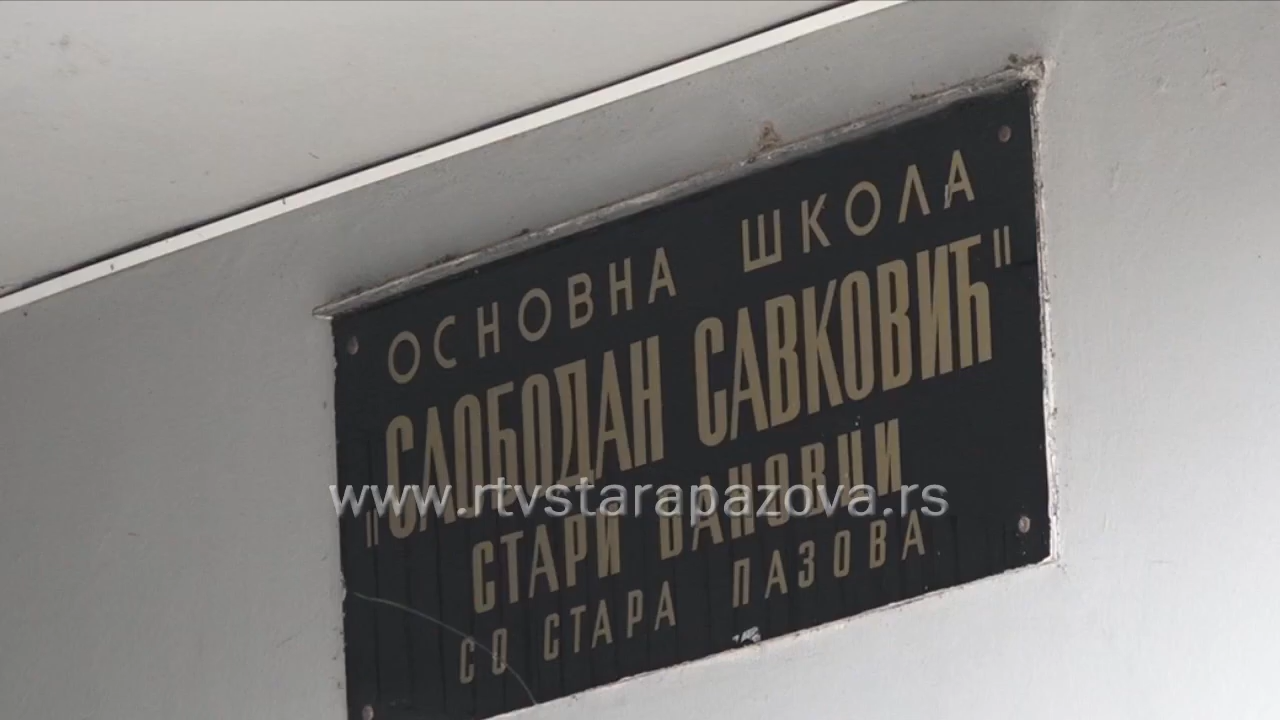 ОСНОВНА ШКОЛА
"СЛОБОДАН САВКОВИЋ"
СТАРИ БАНОВЦИ
СО СТАРА ПАЗОВА
www.rtvstarapazova.rs